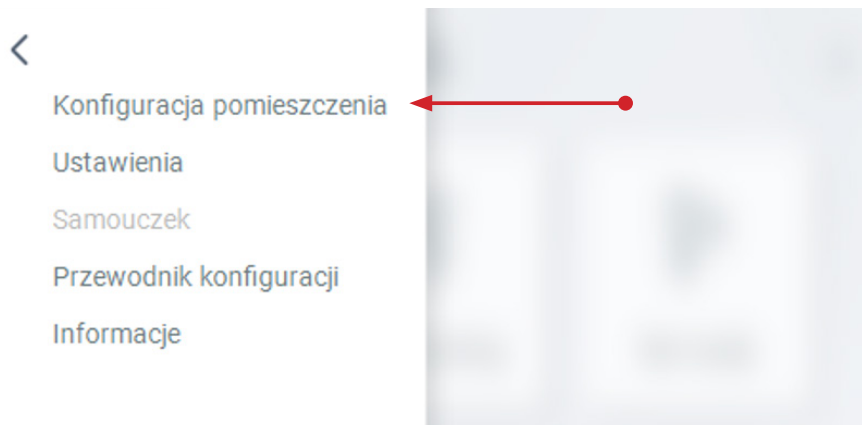 Konfiguracja pomieszczenia
Ustawienia
Samouczek
Przewodnik konfiguracji
Informacje